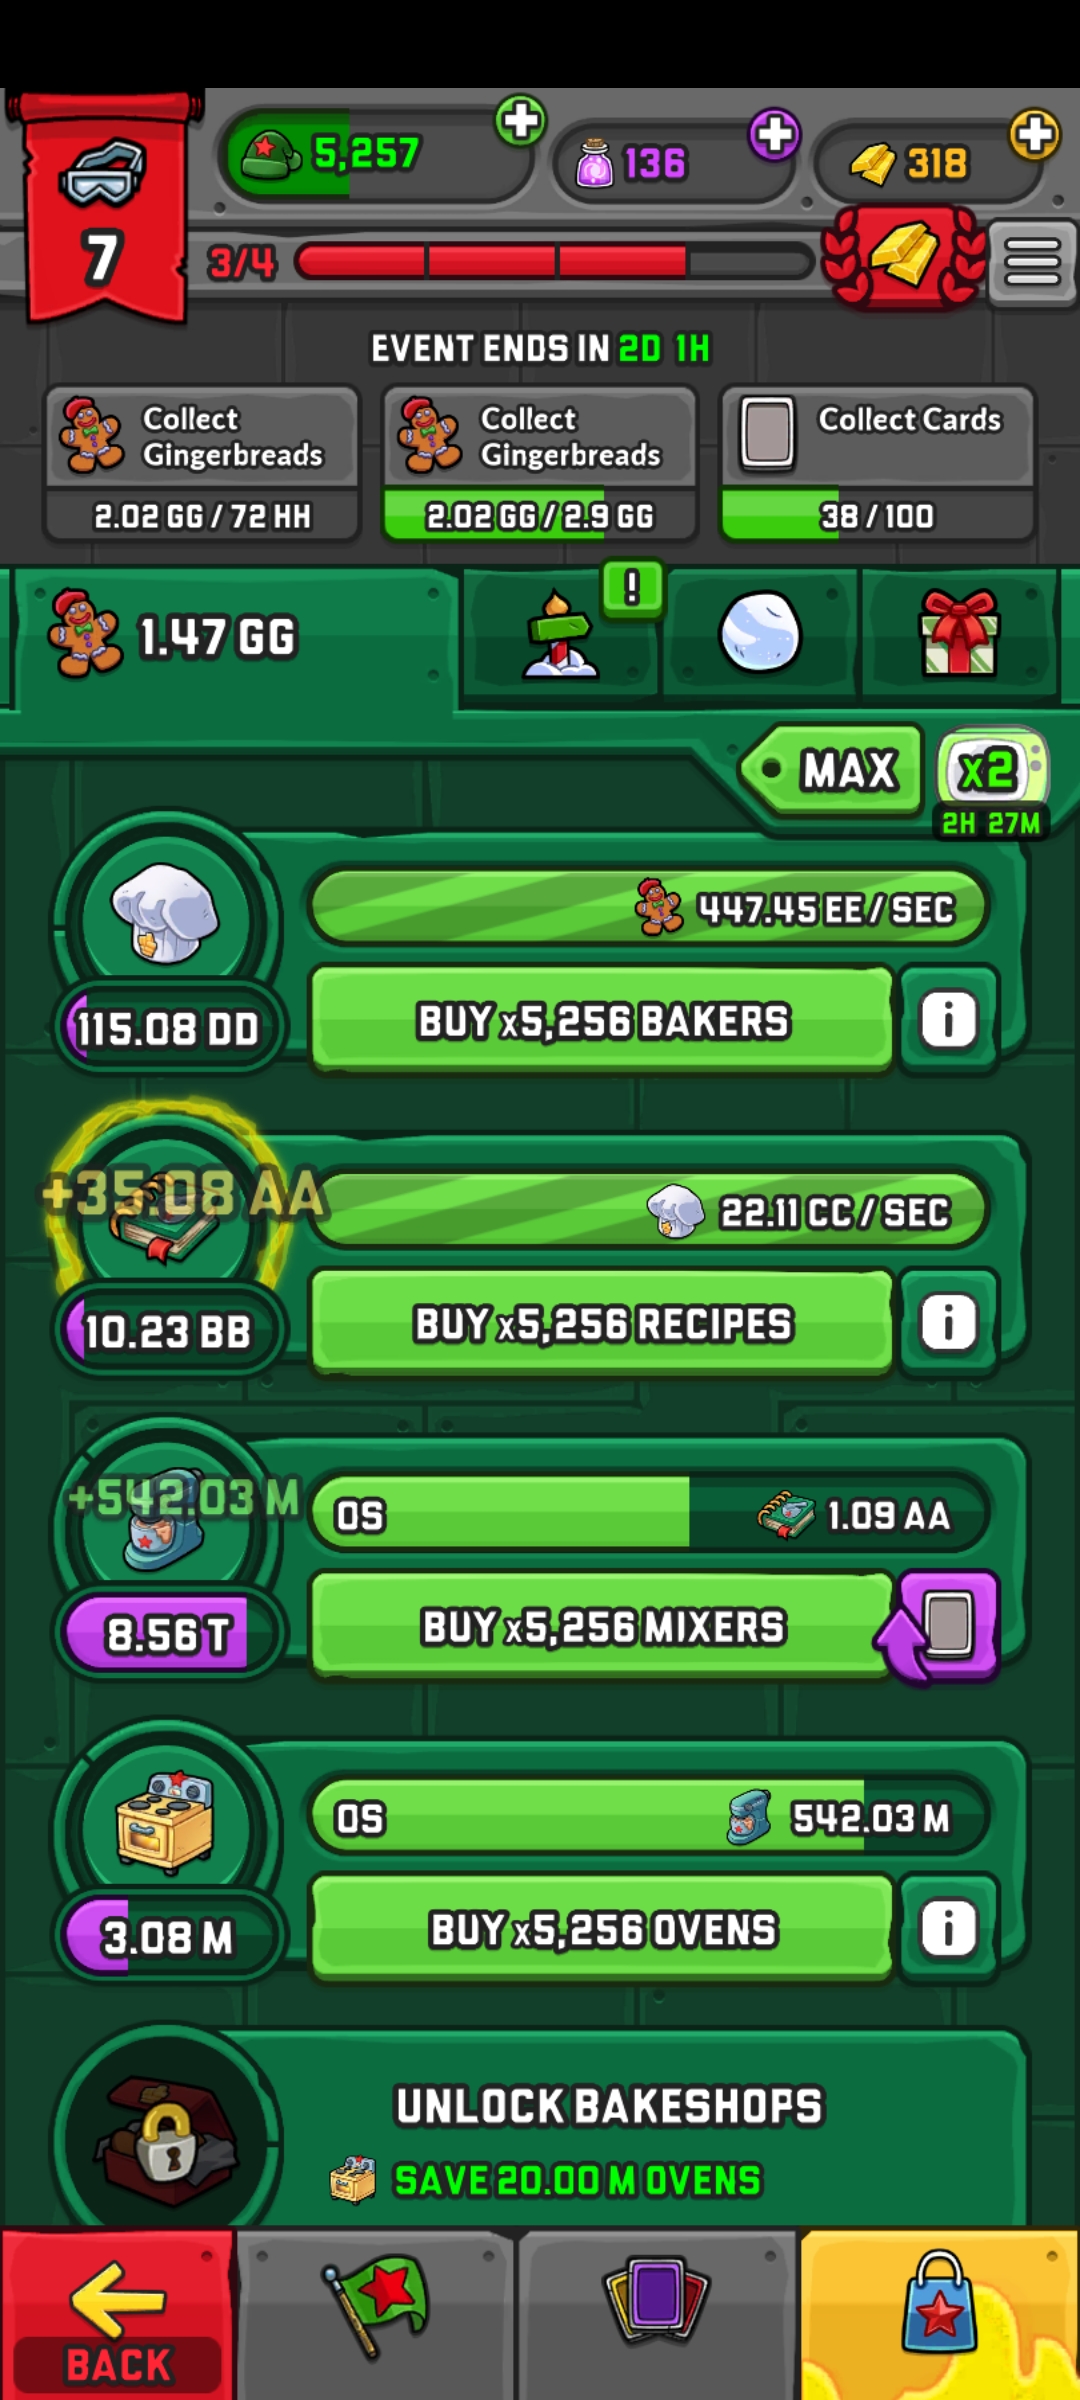 5,257
136
318
7
3/4
EVENT ENDS IN 2D 1H
Collect Gingerbreads
2.02 GG / 72 HH
Collect Gingerbreads
2.02 GG / 2.9 GG
Collect Cards
38 / 100
1.47 GG
!
MAX
x2
2H 27M
447.45 EE / SEC
115.08 DD
BUY x5,256 BAKERS
i
+35.08 AA
22.11 CC / SEC
10.23 BB
BUY x5,256 RECIPES
i
+542.03 M
0S
1.09 AA
8.56 T
BUY x5,256 MIXERS
0S
542.03 M
3.08 M
BUY x5,256 OVENS
i
UNLOCK BAKESHOPS
SAVE 20.00 M OVENS
BACK